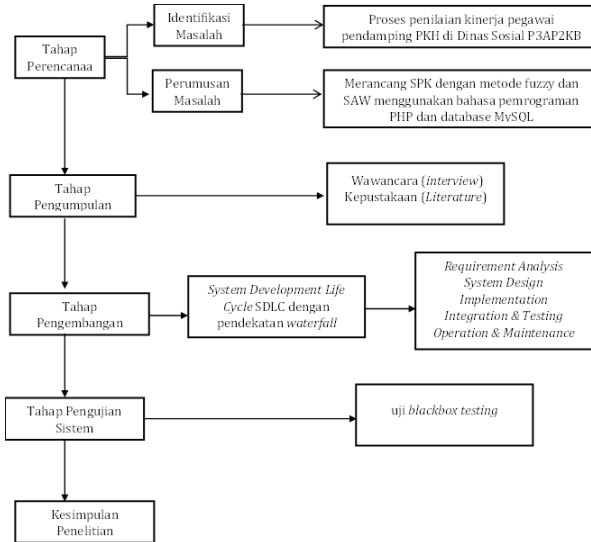 Identifikasi
Masalah
Proses penilaian kinerja pegawai
pendamping PKH di Dinas Sosial P3AP2KB
Tahap
Perencanaa
Perumusan
Masalah
Merancang SPK dengan metode fuzzy dan
SAW menggunakan bahasa pemrograman
PHP dan database MySQL
Tahap
Pengumpulan
Wawancara (interview)
Kepustakaan (Literature)
Tahap
Pengembangan
System Development Life
Cycle SDLC dengan
pendekatan waterfall
Requirement Analysis
System Design
Implementation
Integration & Testing
Operation & Maintenance
Tahap Pengujian
Sistem
uji blackbox testing
Kesimpulan
Penelitian